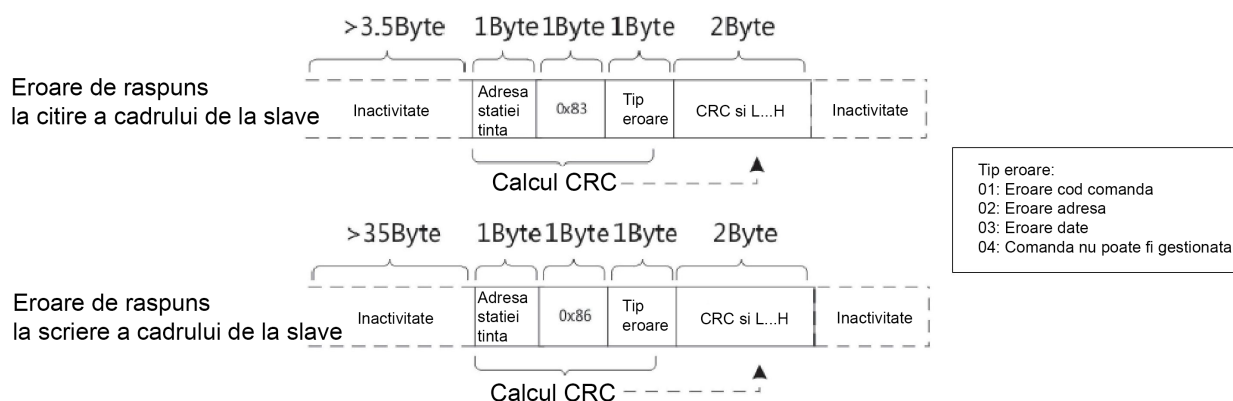 >3.5Byte 1Byte 1Byte 1Byte 2Byte
Eroare de raspuns
la citire a cadrului de la slave
Inactivitate
Adresa
statiei
tinta
0x83
Tip
eroare
CRC si L...H
Inactivitate
Calcul CRC
Tip eroare:
01: Eroare cod comanda
02: Eroare adresa
03: Eroare date
04: Comanda nu poate fi gestionata
>35Byte 1Byte 1Byte 1Byte 2Byte
Eroare de raspuns
la scriere a cadrului de la slave
Inactivitate
Adresa
statiei
tinta
0x86
Tip
eroare
CRC si L...H
Inactivitate
Calcul CRC